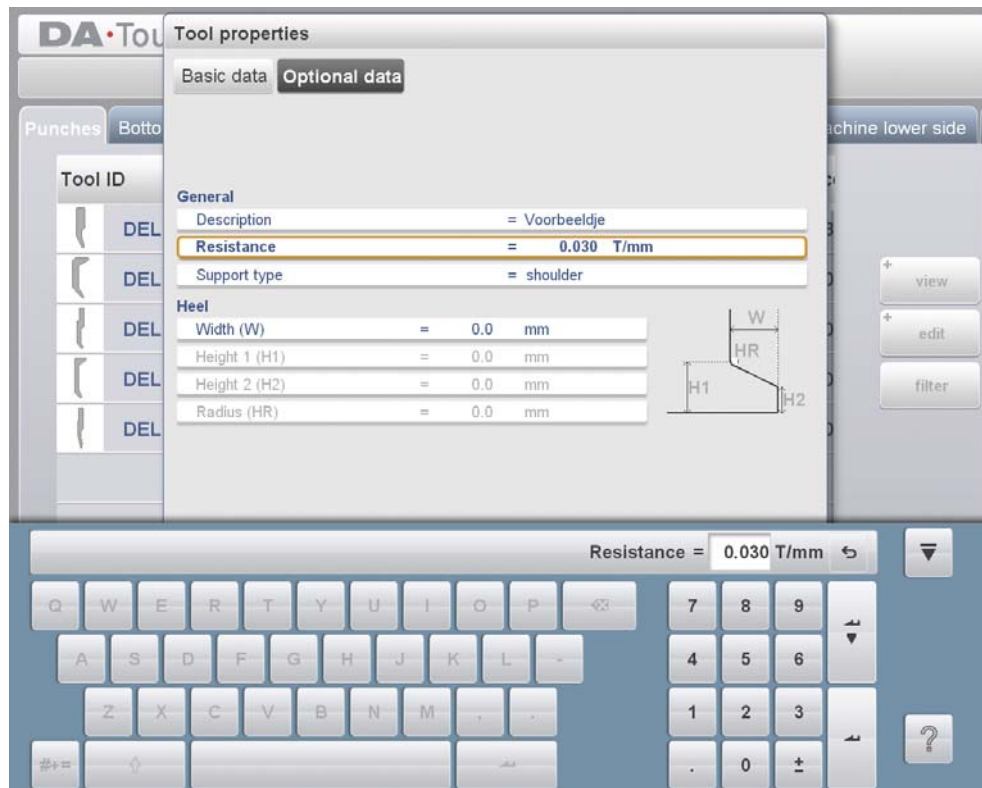 DA·Tou
Tool properties
Basic data Optional data
Punches Botto achine lower side
Tool ID
General
Description = Voorbeeldje
DEL
Resistance = 0.030 T/mm
DEL Support type = shoulder
view
Heel
Width (W) = 0.0 mm W
DEL edit
Height 1 (H1) = 0.0 mm HR
DEL Height 2 (H2) = 0.0 mm H1 H2 filter
Radius (HR) = 0.0 mm
DEL
Resistance = 0.030 T/mm
Q W E R T Y U I O P 7 8 9
A S D F G H J K L - 4 5 6
Z X C V B N M , . 1 2 3
?
#+= . 0 ±